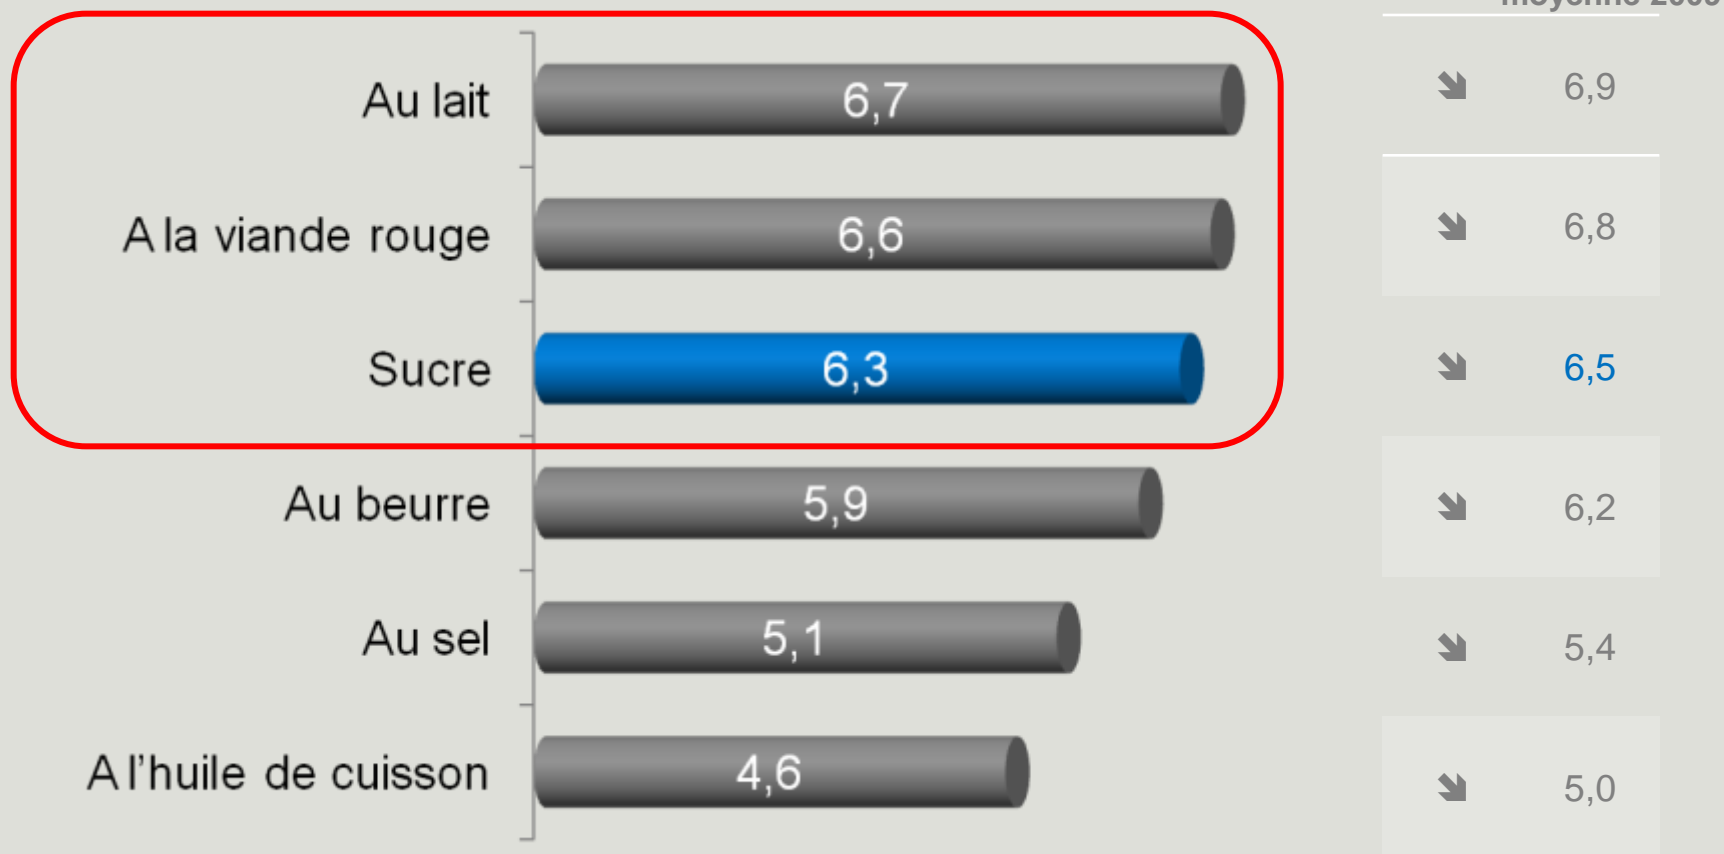 Au lait 6,7 6,9
A la viande rouge 6,6 6,8
Sucre 6,3 6,5
Au beurre 5,9 6,2
Au sel 5,1 5,4
A l'huile de cuisson 4,6 5,0